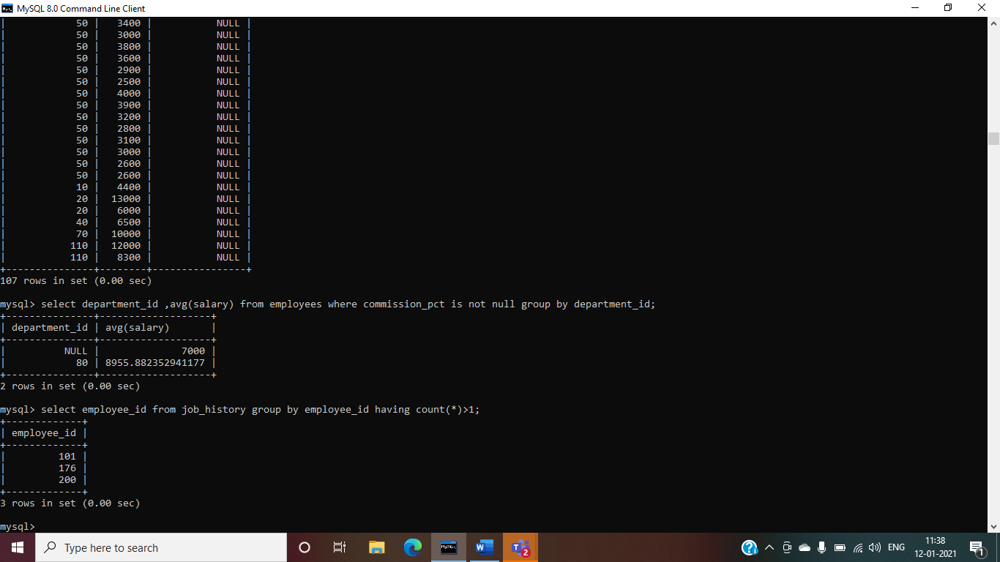 MySQL 8.0 Command Line Client
|            50 |   3400 |           NULL |
|            50 |   3000 |           NULL |
|            50 |   3800 |           NULL |
|            50 |   3600 |           NULL |
|            50 |   2900 |           NULL |
|            50 |   2500 |           NULL |
|            50 |   4000 |           NULL |
|            50 |   3900 |           NULL |
|            50 |   3200 |           NULL |
|            50 |   2800 |           NULL |
|            50 |   3100 |           NULL |
|            50 |   3000 |           NULL |
|            50 |   2600 |           NULL |
|            50 |   2600 |           NULL |
|            10 |   4400 |           NULL |
|            20 |  13000 |           NULL |
|            20 |   6000 |           NULL |
|            40 |   6500 |           NULL |
|            70 |  10000 |           NULL |
|           110 |  12000 |           NULL |
|           110 |   8300 |           NULL |
+---------------+--------+----------------+
107 rows in set (0.00 sec)
mysql> select department_id ,avg(salary) from employees where commission_pct is not null group by department_id;
+---------------+-------------------+
| department_id | avg(salary)       |
+---------------+-------------------+
|          NULL |              7000 |
|            80 | 8955.882352941177 |
+---------------+-------------------+
2 rows in set (0.00 sec)
mysql> select employee_id from job_history group by employee_id having count(*)>1;
+-------------+
| employee_id |
+-------------+
|         101 |
|         176 |
|         200 |
+-------------+
3 rows in set (0.00 sec)
mysql>
Type here to search
MySQL
W
T
2
?
ENG
11:38
12-01-2021
1